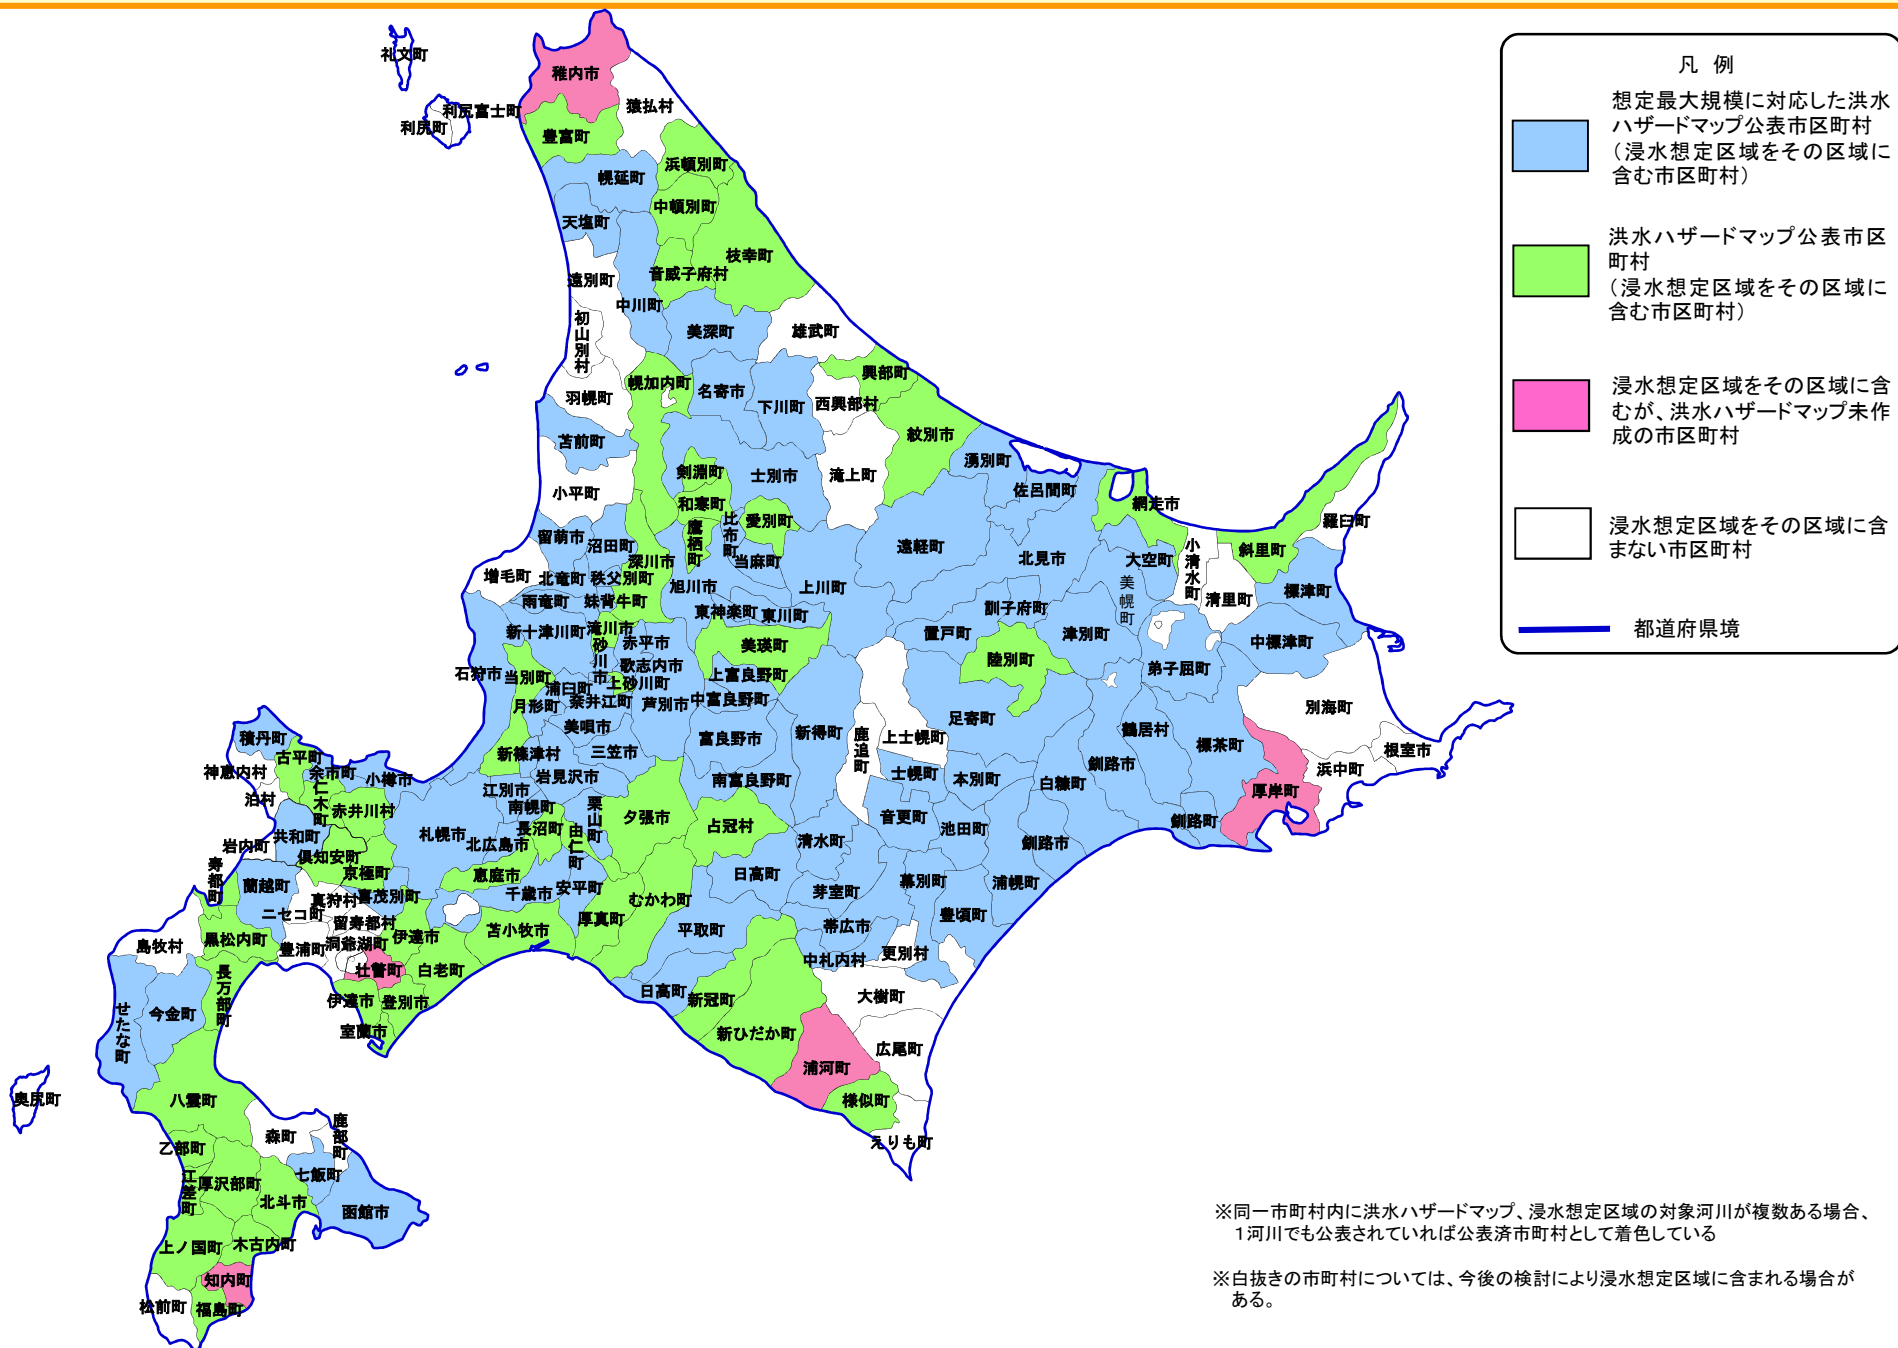 凡 例
想定最大規模に対応した洪水
ハザードマップ公表市区町村
（浸水想定区域をその区域に
含む市区町村）
洪水ハザードマップ公表市区
町村
（浸水想定区域をその区域に
含む市区町村）
浸水想定区域をその区域に含
むが、洪水ハザードマップ未作
成の市区町村
浸水想定区域をその区域に含
まない市区町村
都道府県境
礼文町
利尻富士町
利尻町
稚内市
猿払村
豊富町
浜頓別町
幌延町
中頓別町
天塩町
枝幸町
音威子府村
遠別町
中川町
初山別村
美深町
雄武町
興部町
幌加内町
名寄市
下川町
西興部村
羽幌町
紋別市
苫前町
湧別町
剣淵町
士別市
滝上町
佐呂間町
小平町
和寒町
網走市
比布町
愛別町
羅臼町
鷹栖町
留萌市
沼田町
遠軽町
小清水町
斜里町
深川市
当麻町
北見市
大空町
増毛町
北竜町
秩父別町
旭川市
上川町
美幌町
標津町
雨竜町
妹背牛町
東神楽町
東川町
訓子府町
清里町
新十津川町
滝川市
赤平市
置戸町
津別町
中標津町
砂川市
美瑛町
陸別町
歌志内市
弟子屈町
石狩市
当別町
上砂川町
上富良野町
浦臼町
月形町
奈井江町
芦別市
中富良野町
別海町
美唄市
足寄町
鶴居村
積丹町
富良野市
新得町
鹿追町
上士幌町
標茶町
古平町
新篠津村
三笠市
根室市
神恵内村
余市町
小樽市
岩見沢市
南富良野町
士幌町
本別町
白糠町
釧路市
浜中町
泊村
仁木町
赤井川村
江別市
厚岸町
南幌町
栗山町
夕張市
占冠村
音更町
池田町
釧路町
共和町
札幌市
北広島市
長沼町
由仁町
清水町
釧路市
岩内町
倶知安町
京極町
恵庭市
日高町
幕別町
浦幌町
寿都町
蘭越町
喜茂別町
千歳市
安平町
芽室町
真狩村
むかわ町
ニセコ町
留寿都村
厚真町
豊頃町
黒松内町
伊達市
苫小牧市
平取町
帯広市
島牧村
豊浦町
洞爺湖町
更別村
中札内村
壮瞥町
白老町
長万部町
伊達市
登別市
日高町
新冠町
大樹町
せたな町
今金町
室蘭市
新ひだか町
広尾町
浦河町
奥尻町
八雲町
様似町
森町
鹿部町
えりも町
乙部町
七飯町
江差町
厚沢部町
北斗市
函館市
上ノ国町
木古内町
知内町
松前町
福島町
※同一市町村内に洪水ハザードマップ、浸水想定区域の対象河川が複数ある場合、
1河川でも公表されていれば公表済市町村として着色している
※白抜きの市町村については、今後の検討により浸水想定区域に含まれる場合が
ある。